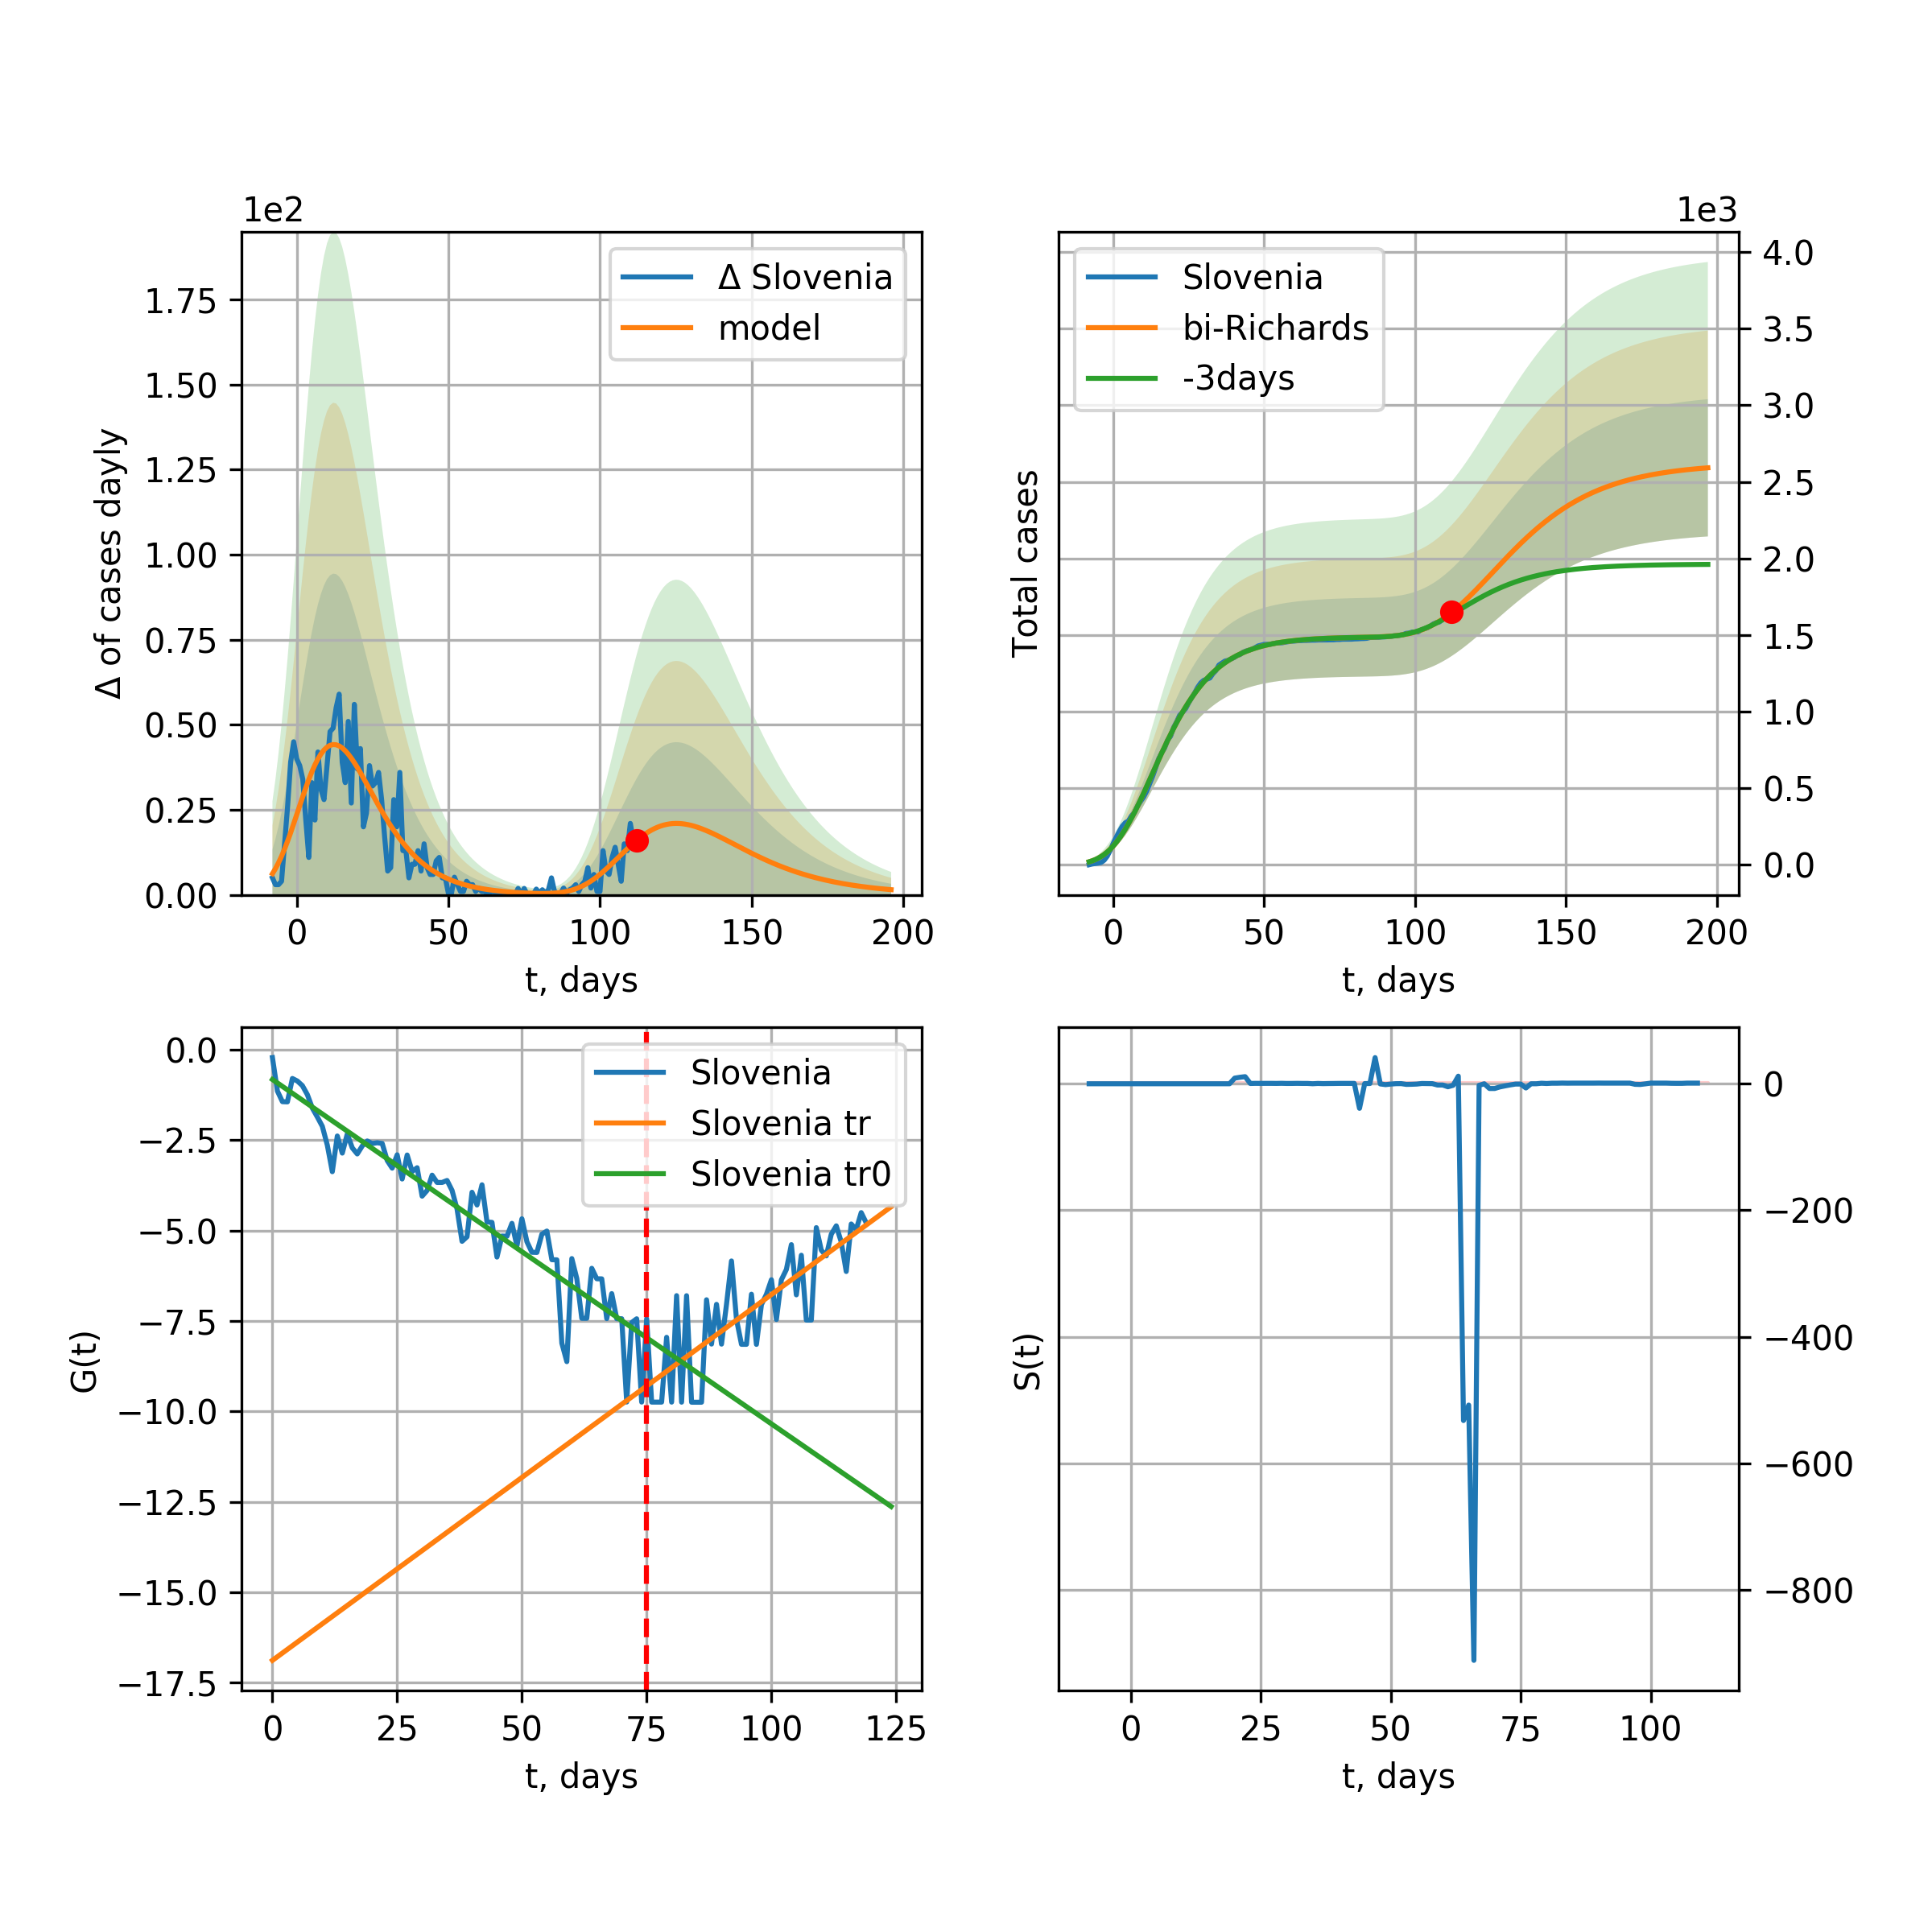 1e2
Δ of cases dayly
1.75
1.50
1.25
1.00
0.75
0.50
0.25
0.00
Δ Slovenia
model
0 50 100 150 200
t, days
1e3
Total cases
Slovenia
bi-Richards
-3days
4.0
3.5
3.0
2.5
2.0
1.5
1.0
0.5
0.0
0 50 100 150 200
t, days
G(t)
0.0
−2.5
−5.0
−7.5
−10.0
−12.5
−15.0
−17.5
Slovenia
Slovenia tr
Slovenia tr0
0 25 50 75 100 125
t, days
S(t)
0
−200
−400
−600
−800
0 25 50 75 100
t, days